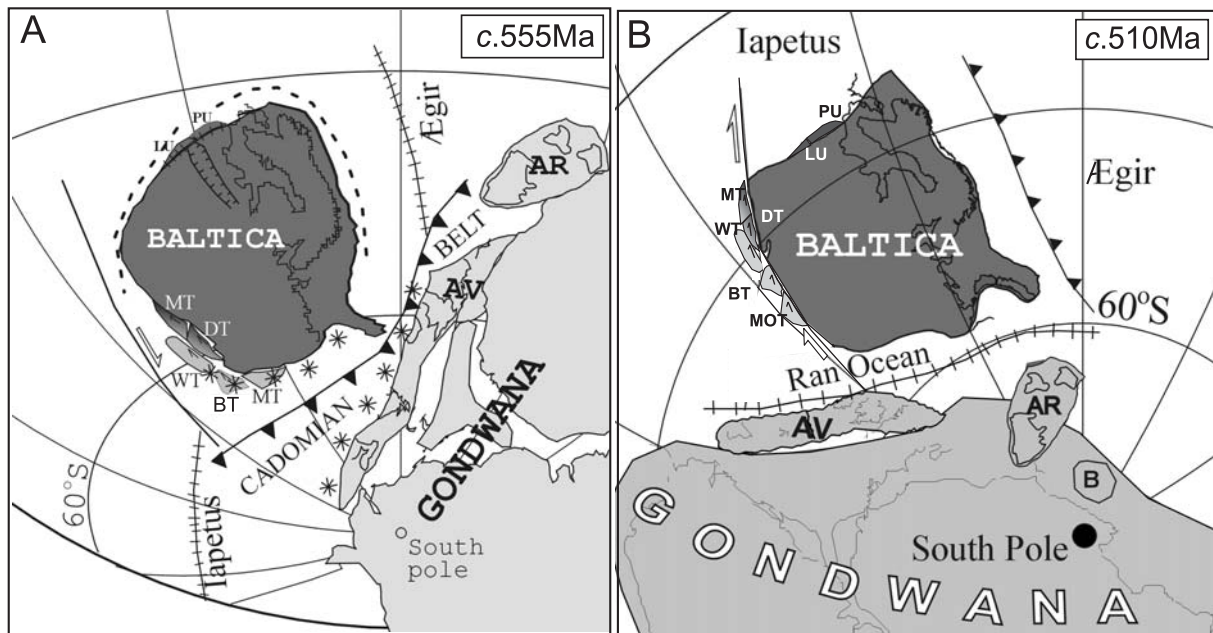 A
c.555Ma
PU
LU
Ægir
AR
BALTICA
BELT
MT
AV
DT
WT
MT
BT
CADOMIAN
GONDWANA
60°S
Iapetus
South
pole
B
Iapetus
c.510Ma
PU
LU
Ægir
MT
DT
WT
BALTICA
BT
MOT
60°S
Ran Ocean
AV
AR
B
South Pole
GONDWANA